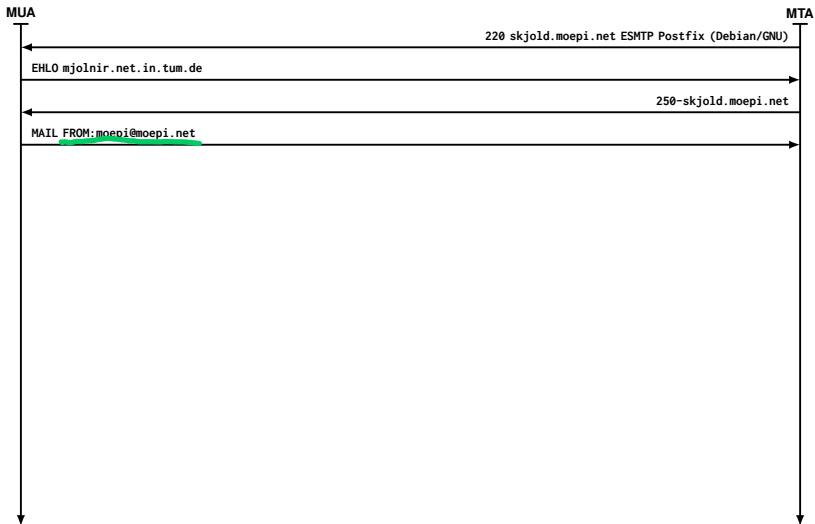 MUA
MTA
220 skjold.moepi.net ESMTP Postfix (Debian/GNU)
EHLO mjolnir.net.in.tum.de
250-skjold.moepi.net
MAIL FROM:moepi@moepi.net